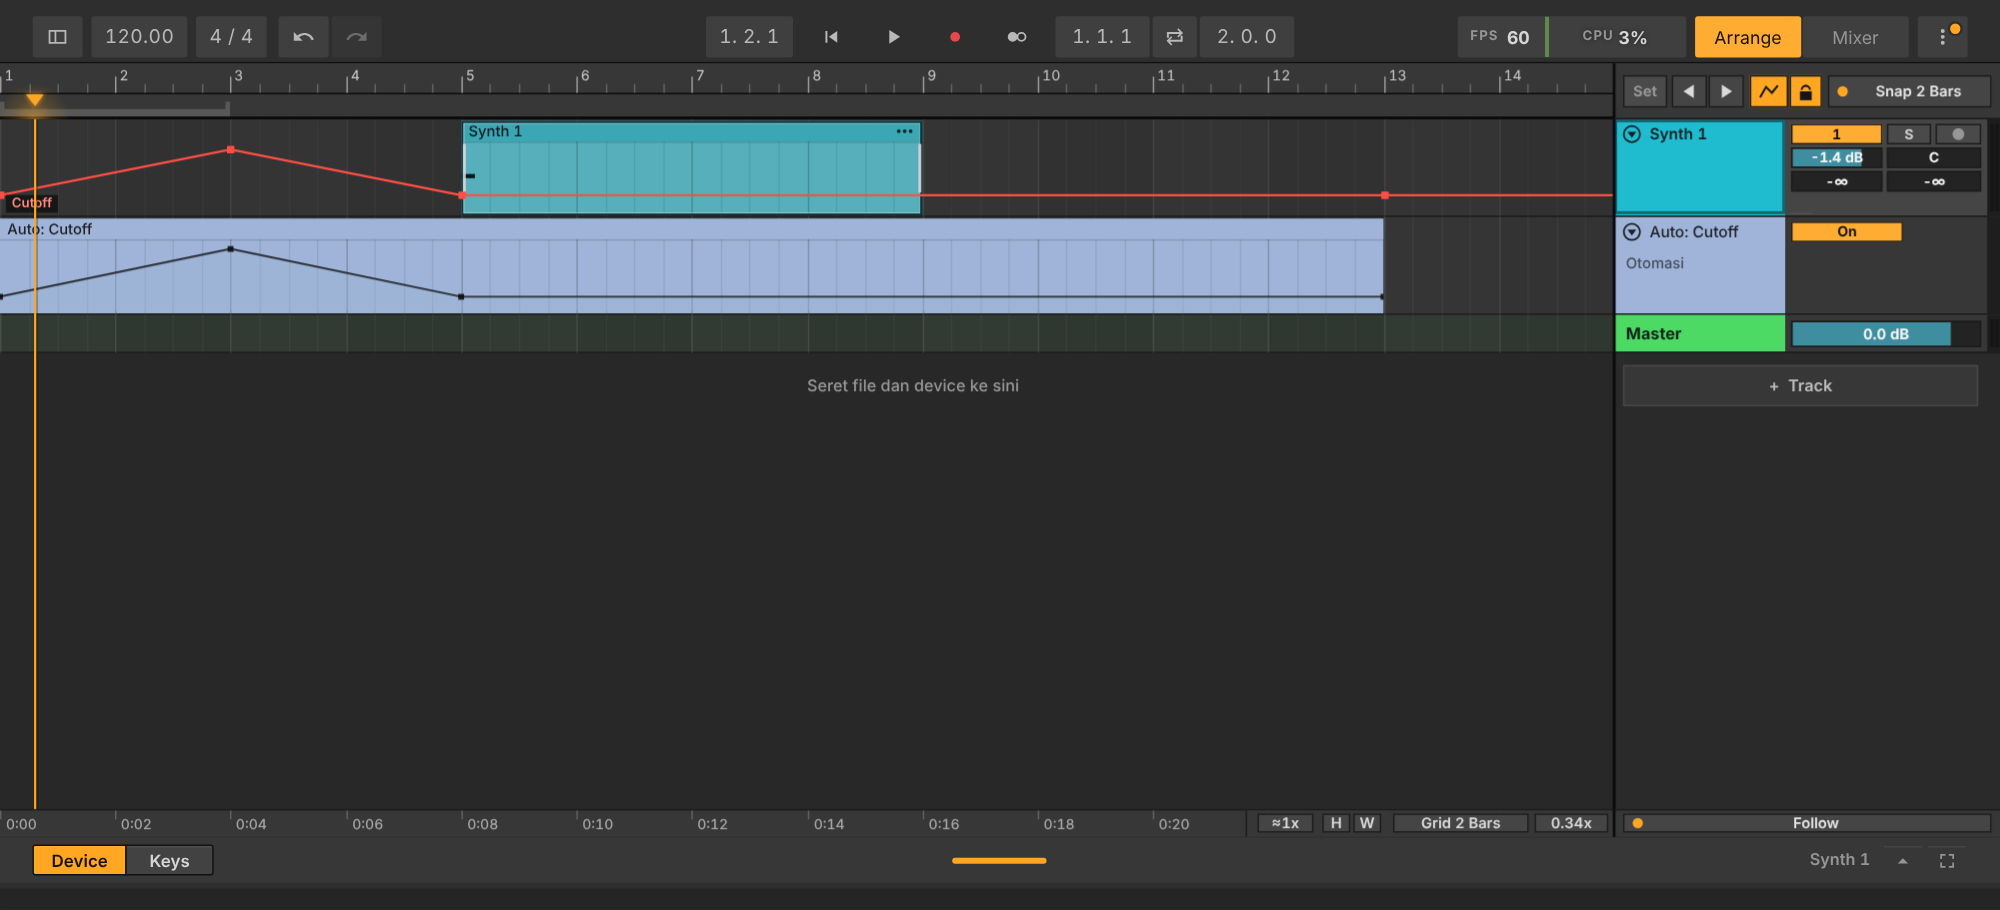 120.00 4 / 4 1. 2. 1 1. 1. 1 2. 0. 0 FPS 60 CPU 3% Arrange Mixer
1 2 3 4 5 6 7 8 9 10 11 12 13 14
Set Snap 2 Bars
Synth 1
Cutoff
Synth 1 1 S
-1.4 dB C
-∞ -∞
Auto: Cutoff
Auto: Cutoff On
Otomasi
Master 0.0 dB
Seret file dan device ke sini
+ Track
0:00 0:02 0:04 0:06 0:08 0:10 0:12 0:14 0:16 0:18 0:20 ≈1x H W Grid 2 Bars 0.34x Follow
Device Keys Synth 1